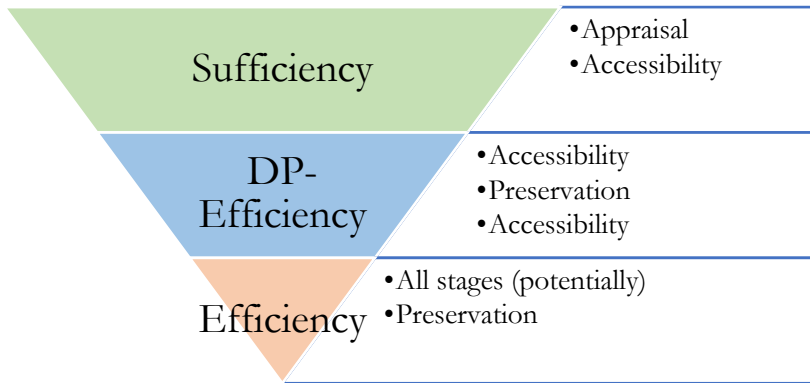 Sufficiency
•Appraisal
•Accessibility
DP-
Efficiency
•Accessibility
•Preservation
•Accessibility
Efficiency
•All stages (potentially)
•Preservation